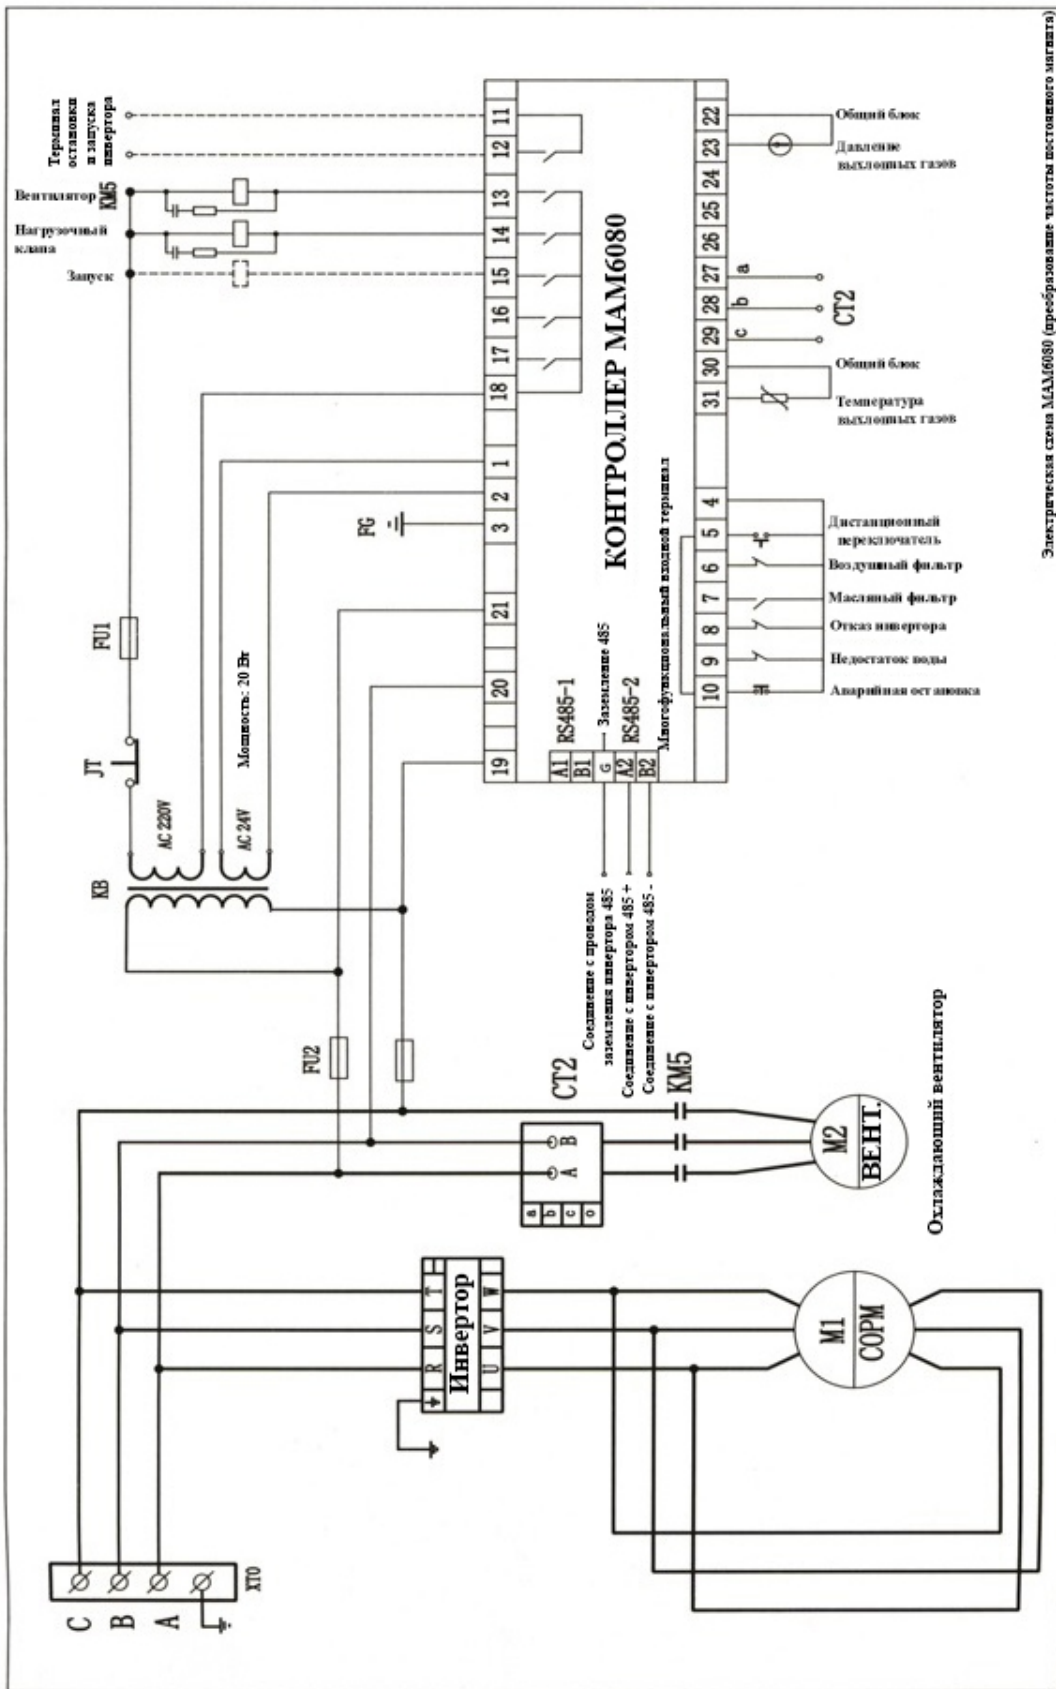 Терминал
остановки
и запуска
инвертора
Вентилятор
KM5
Нагрузочный
клапа
Запуск
11
12
13
14
15
16
17
18
1
2
3
21
20
19
КОНТРОЛЛЕР МАМ6080
Многофункциональный входной терминал
22
23
24
25
26
27
28
29
30
31
4
5
6
7
8
9
10
Общий блок
Давление
выхлопных газов
a
b
c
CT2
Общий блок
Температура
выхлопных газов
Дистанционный
переключатель
Воздушный фильтр
Масляный фильтр
Отказ инвертора
Недостаток воды
Аварийная остановка
Электрическая схема МАМ6080 (преобразование частоты постоянного магнита)
FG
FU1
Мощность: 20 Вт
JT
AC 220V
AC 24V
KB
RS485-1
Заземление 485
RS485-2
A1
B1
G
A2
B2
Соединение с проводом
заземления инвертора 485
Соединение с инвертором 485 +
Соединение с инвертором 485 -
FU2
CT2
KM5
B
A
a
b
c
o
M2
ВЕНТ.
Охлаждающий вентилятор
T
S
R
Инвертор
W
V
U
M1
COPM
C
B
A
XT0